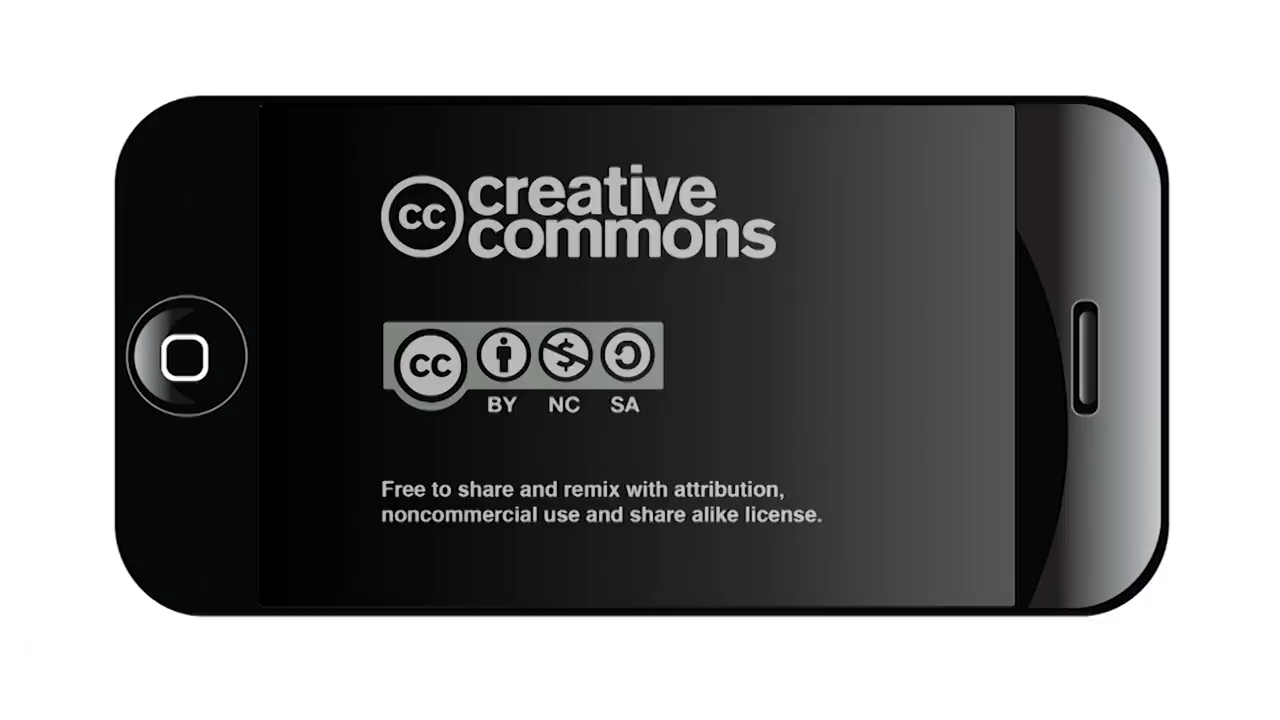 cc creative
commons
cc
BY NC SA
Free to share and remix with attribution,
noncommercial use and share alike license.